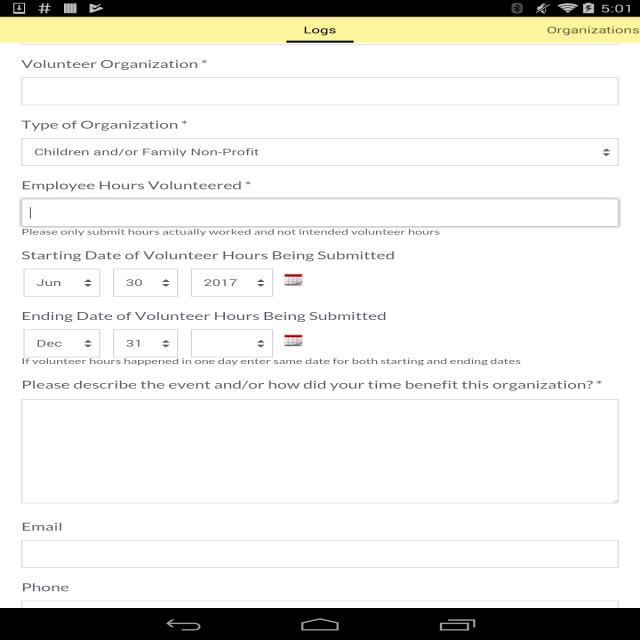 5:01
Logs
Organizations
Volunteer Organization *
Type of Organization *
Children and/or Family Non-Profit
Employee Hours Volunteered *
Please only submit hours actually worked and not intended volunteer hours
Starting Date of Volunteer Hours Being Submitted
Jun 30 2017
Ending Date of Volunteer Hours Being Submitted
Dec 31
If volunteer hours happened in one day enter same date for both starting and ending dates
Please describe the event and/or how did your time benefit this organization? *
Email
Phone